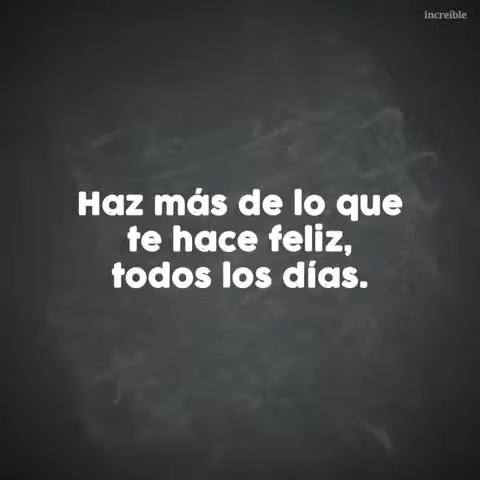 increíble
Haz más de lo que
te hace feliz,
todos los días.